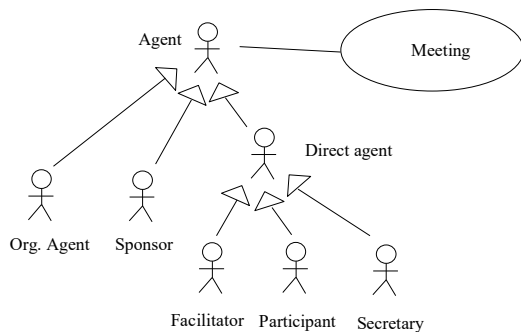 Agent
Meeting
Direct agent
Org. Agent
Sponsor
Facilitator
Participant
Secretary